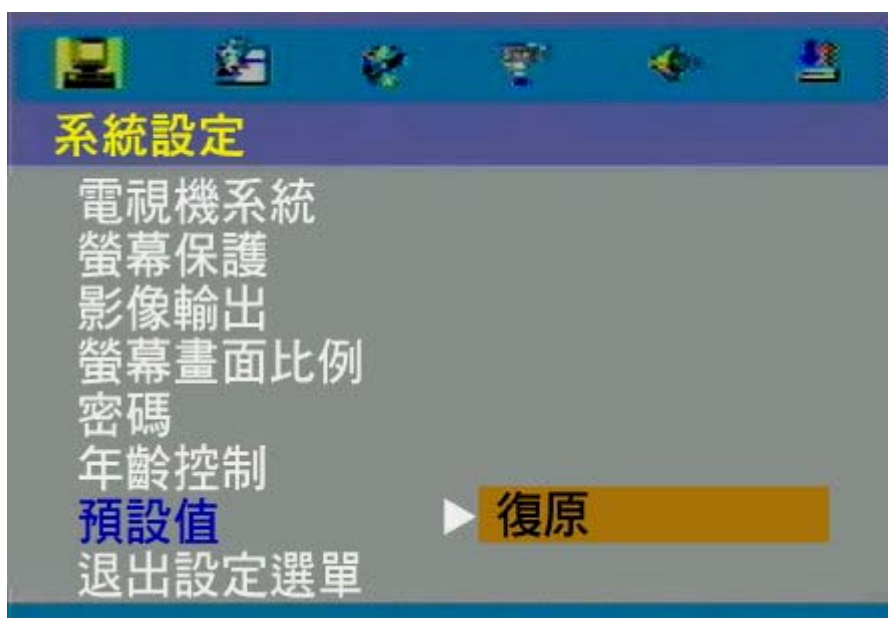 系統設定
電視機系統
螢幕保護
影像輸出
螢幕畫面比例
密碼
年齡控制
預設值
復原
退出設定選單